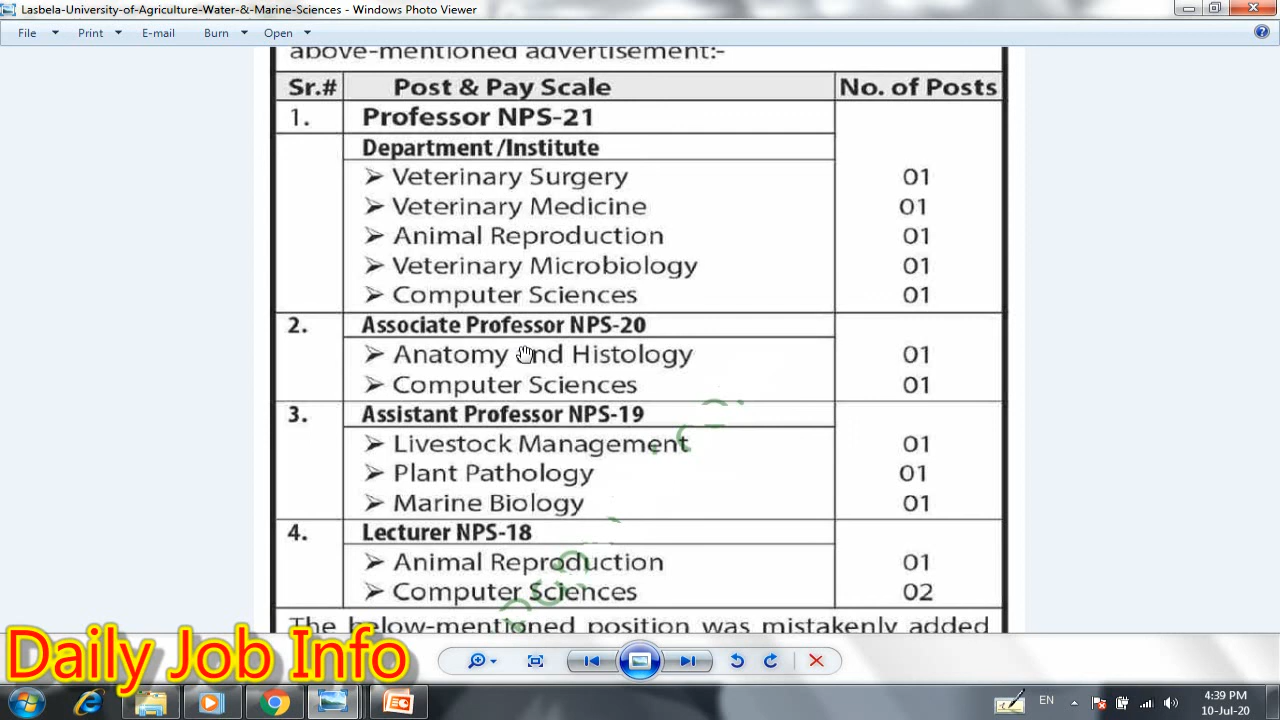 Lasbela-University-of-Agriculture-Water-&-Marine-Sciences - Windows Photo Viewer
File Print E-mail Burn Open
above-mentioned advertisement:-
Sr.# Post & Pay Scale No. of Posts
1. Professor NPS-21
Department /Institute
➢ Veterinary Surgery 01
➢ Veterinary Medicine 01
➢ Animal Reproduction 01
➢ Veterinary Microbiology 01
➢ Computer Sciences 01
2. Associate Professor NPS-20
➢ Anatomy and Histology 01
➢ Computer Sciences 01
3. Assistant Professor NPS-19
➢ Livestock Management 01
➢ Plant Pathology 01
➢ Marine Biology 01
4. Lecturer NPS-18
➢ Animal Reproduction 01
➢ Computer Sciences 02
The below-mentioned position was mistakenly added
Daily Job Info
EN
4:39 PM
10-Jul-20